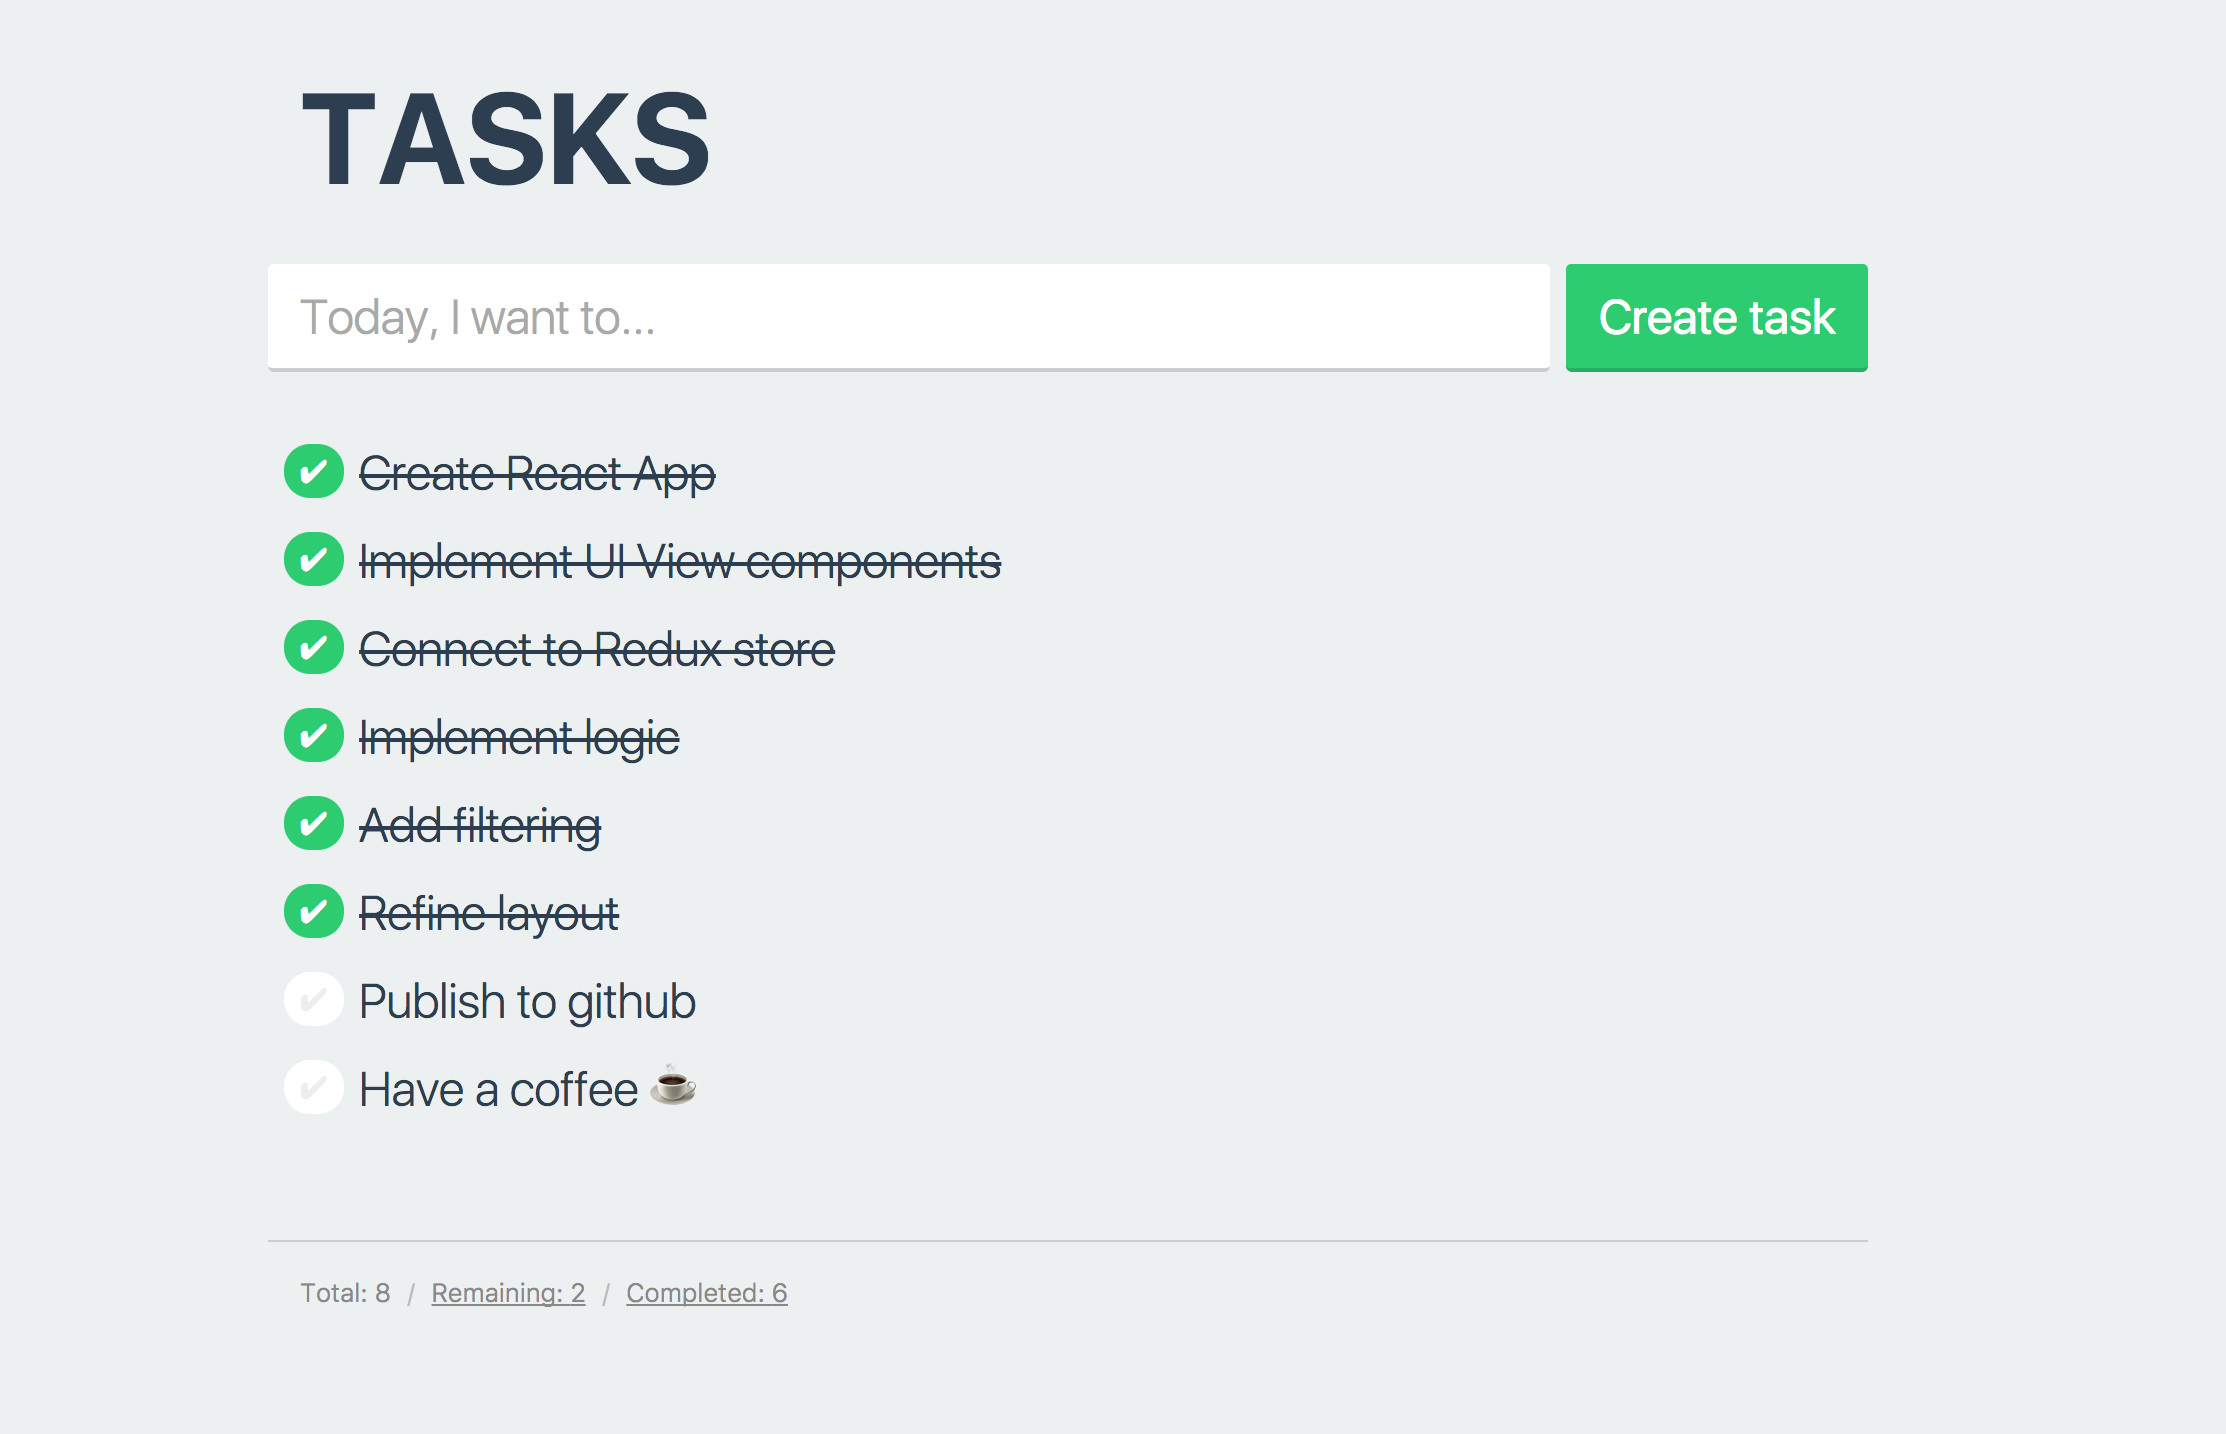 TASKS
Today, I want to...
Create task
✔ Create React App
✔ Implement UI View components
✔ Connect to Redux store
✔ Implement logic
✔ Add filtering
✔ Refine layout
✔ Publish to github
✔ Have a coffee ☕
Total: 8 / Remaining: 2 / Completed: 6